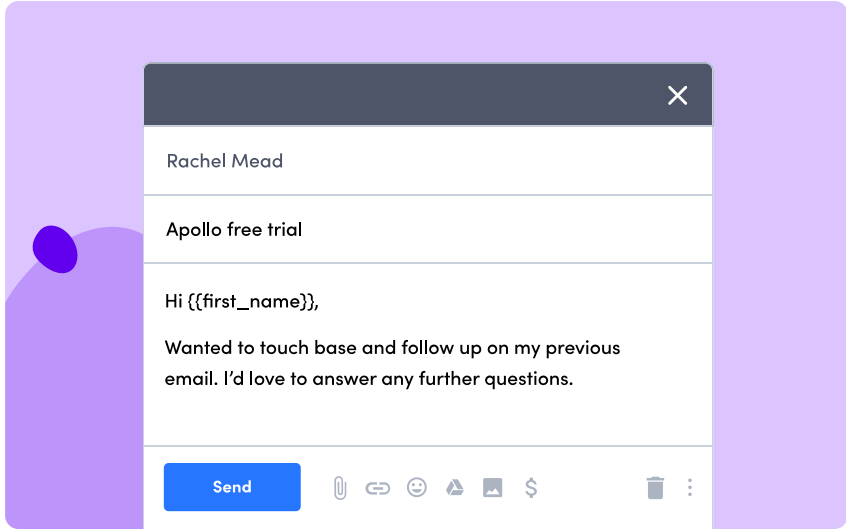 Rachel Mead
Apollo free trial
Hi {{first_name}},
Wanted to touch base and follow up on my previous
email. I’d love to answer any further questions.
Send